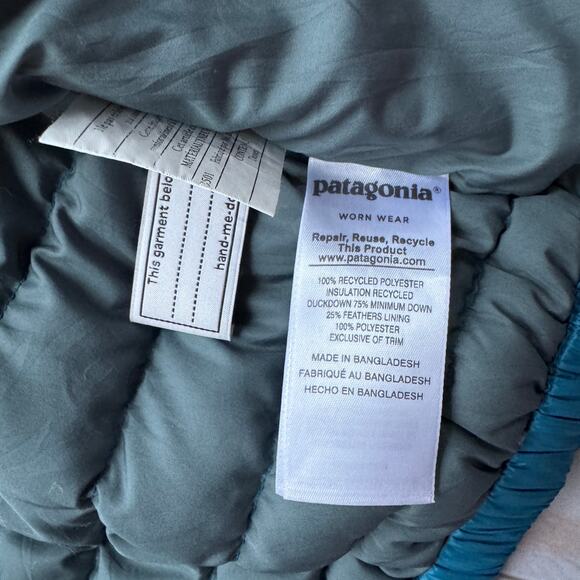 patagonia®
WORN WEAR
Repair, Reuse, Recycle
This Product
www.patagonia.com
100% RECYCLED POLYESTER
INSULATION RECYCLED
DUCKDOWN 75% MINIMUM DOWN
25% FEATHERS LINING
100% POLYESTER
EXCLUSIVE OF TRIM
MADE IN BANGLADESH
FABRIQUÉ AU BANGLADESH
HECHO EN BANGLADESH
This garment belo
hand-me-do